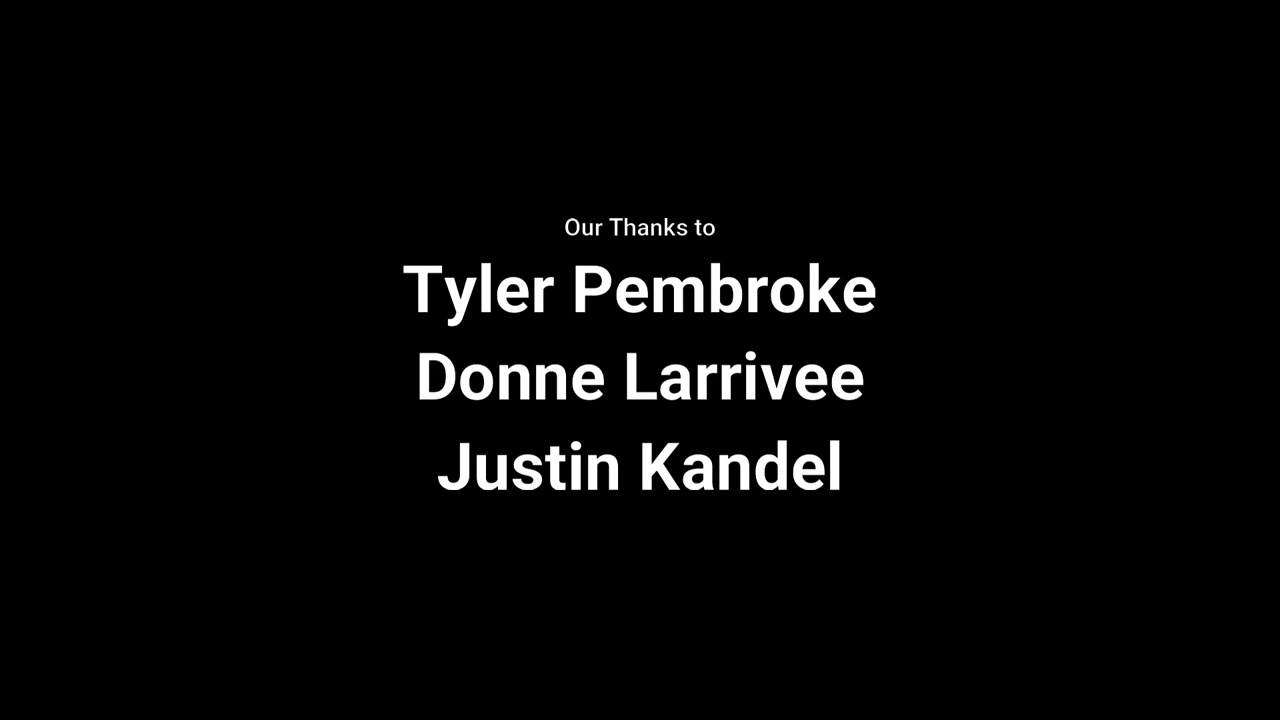 Our Thanks to
Tyler Pembroke
Donne Larrivee
Justin Kandel